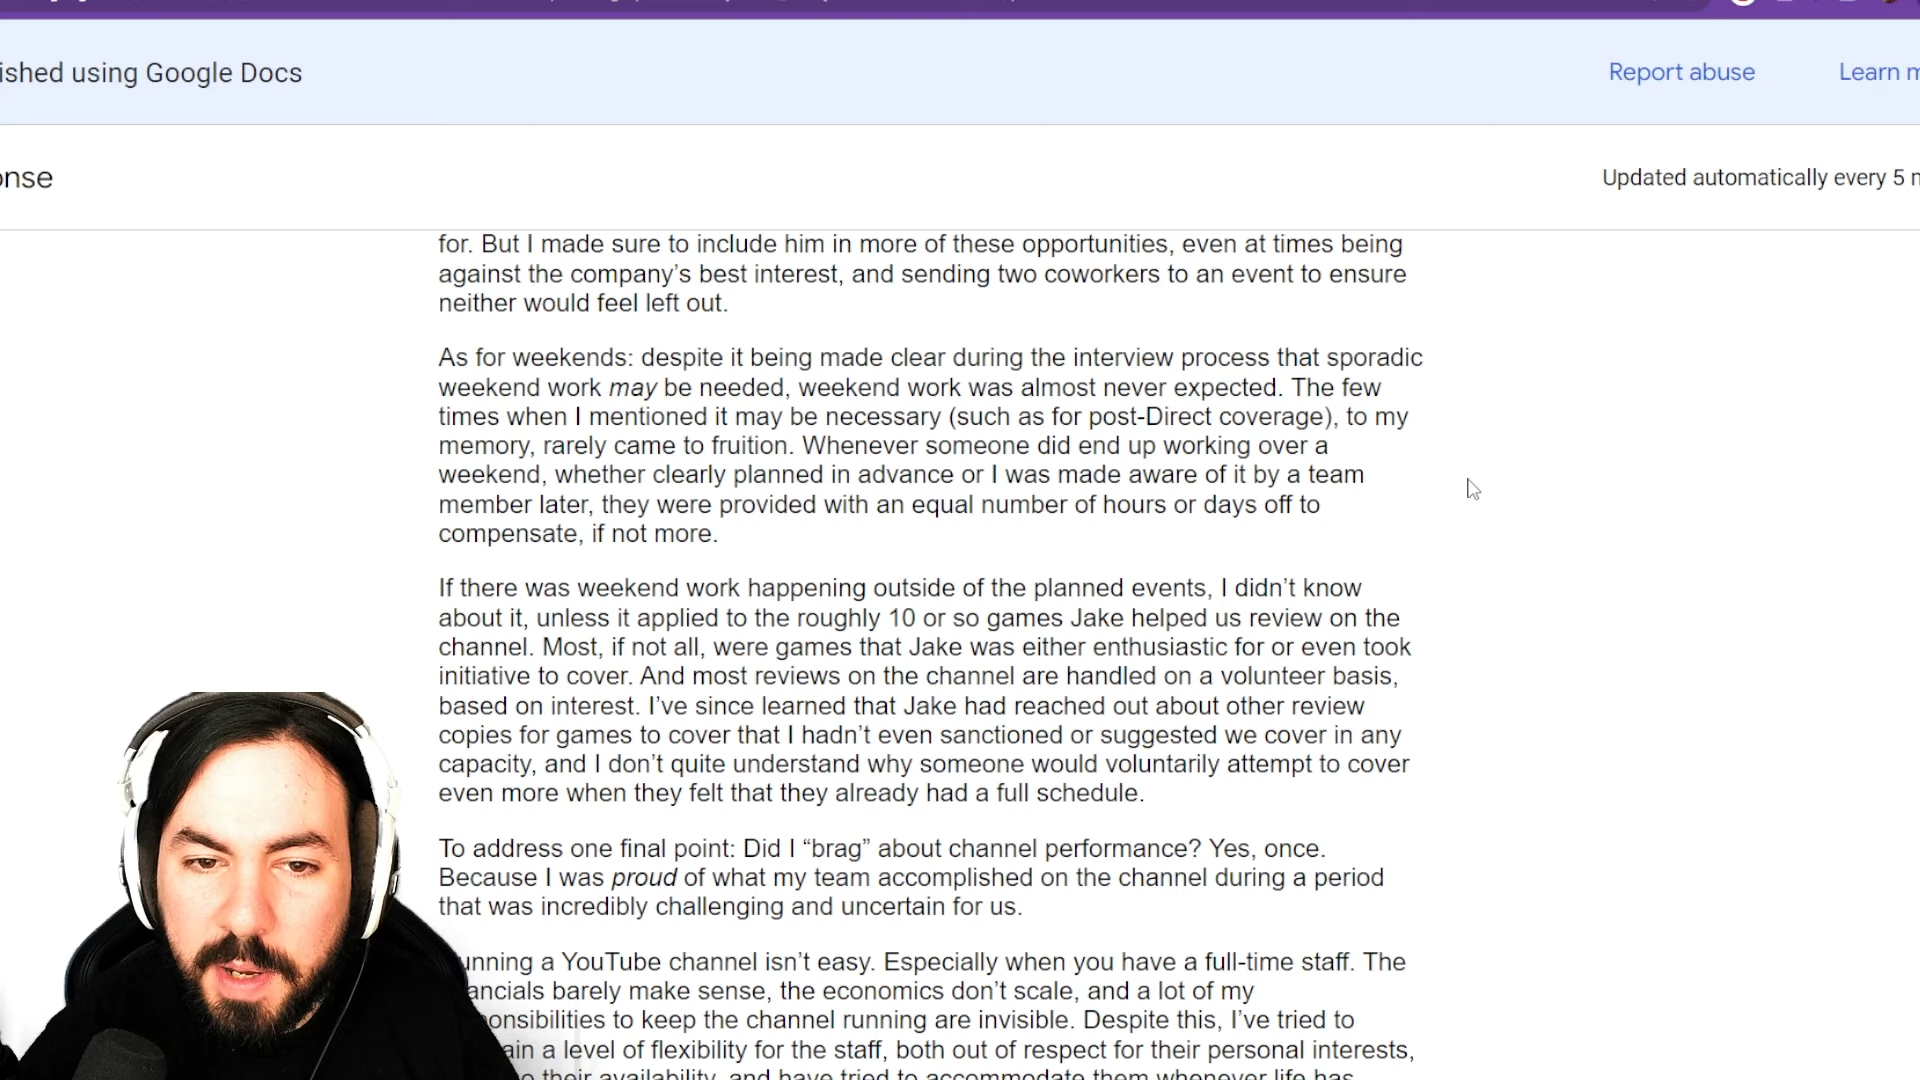 ished using Google Docs
Report abuse
Learn m
onse
Updated automatically every 5 m
for. But I made sure to include him in more of these opportunities, even at times being
against the company's best interest, and sending two coworkers to an event to ensure
neither would feel left out.
As for weekends: despite it being made clear during the interview process that sporadic
weekend work may be needed, weekend work was almost never expected. The few
times when I mentioned it may be necessary (such as for post-Direct coverage), to my
memory, rarely came to fruition. Whenever someone did end up working over a
weekend, whether clearly planned in advance or I was made aware of it by a team
member later, they were provided with an equal number of hours or days off to
compensate, if not more.
If there was weekend work happening outside of the planned events, I didn't know
about it, unless it applied to the roughly 10 or so games Jake helped us review on the
channel. Most, if not all, were games that Jake was either enthusiastic for or even took
initiative to cover. And most reviews on the channel are handled on a volunteer basis,
based on interest. I've since learned that Jake had reached out about other review
copies for games to cover that I hadn't even sanctioned or suggested we cover in any
capacity, and I don't quite understand why someone would voluntarily attempt to cover
even more when they felt that they already had a full schedule.
To address one final point: Did I “brag” about channel performance? Yes, once.
Because I was proud of what my team accomplished on the channel during a period
that was incredibly challenging and uncertain for us.
unning a YouTube channel isn't easy. Especially when you have a full-time staff. The
ancials barely make sense, the economics don't scale, and a lot of my
onsibilities to keep the channel running are invisible. Despite this, I've tried to
ain a level of flexibility for the staff, both out of respect for their personal interests,
o their availability, and have tried to accommodate them whenever life has